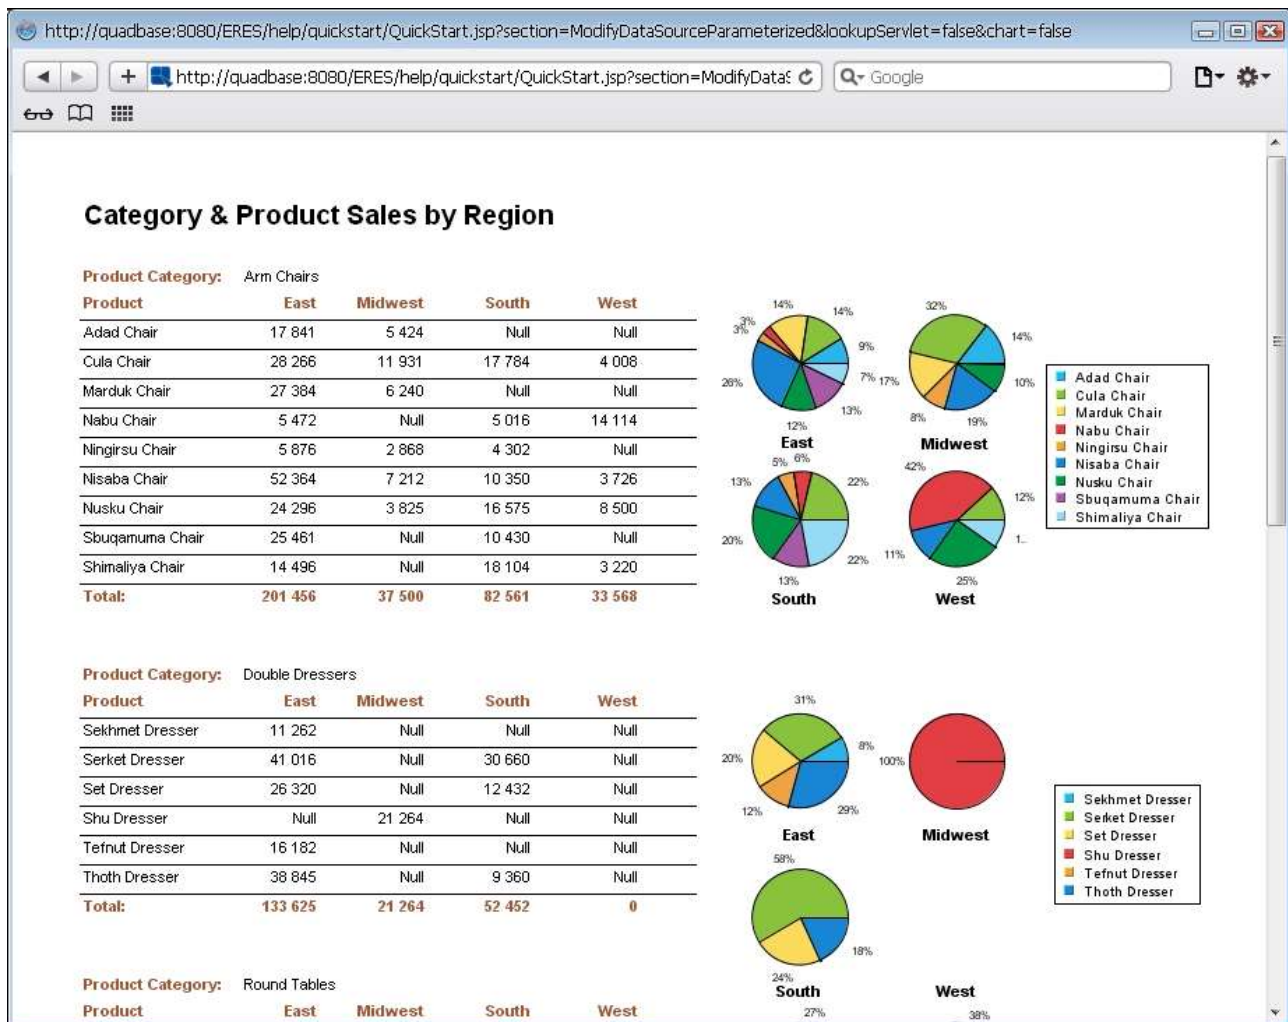 http://quadbase:8080/ERES/help/quickstart/QuickStart.jsp?section=ModifyDataSourceParameterized&lookupServlet=false&chart=false
http://quadbase:8080/ERES/help/quickstart/QuickStart.jsp?section=ModifyDataS
Google
Category & Product Sales by Region
Product Category: Arm Chairs
Product East Midwest South West
Adad Chair 17 841 5 424 Null Null
Cula Chair 28 266 11 931 17 784 4 008
Marduk Chair 27 384 6 240 Null Null
Nabu Chair 5 472 Null 5 016 14 114
Ningirsu Chair 5 876 2 868 4 302 Null
Nisaba Chair 52 364 7 212 10 350 3 726
Nusku Chair 24 296 3 825 16 575 8 500
Sbuqamuma Chair 25 461 Null 10 430 Null
Shimaliya Chair 14 496 Null 18 104 3 220
Total: 201 456 37 500 82 561 33 568
14%
14%
3%
3%
9%
26%
7%
13%
12%
East
32%
14%
17%
10%
8%
19%
Midwest
5%
6%
13%
22%
20%
22%
13%
South
42%
12%
11%
1..
25%
West
Adad Chair
Cula Chair
Marduk Chair
Nabu Chair
Ningirsu Chair
Nisaba Chair
Nusku Chair
Sbuqamuma Chair
Shimaliya Chair
Product Category: Double Dressers
Product East Midwest South West
Sekhmet Dresser 11 262 Null Null Null
Serket Dresser 41 016 Null 30 660 Null
Set Dresser 26 320 Null 12 432 Null
Shu Dresser Null 21 264 Null Null
Tefnut Dresser 16 182 Null Null Null
Thoth Dresser 38 845 Null 9 360 Null
Total: 133 625 21 264 52 452 0
31%
20%
8%
12%
29%
East
100%
Midwest
58%
18%
24%
South
West
Sekhmet Dresser
Serket Dresser
Set Dresser
Shu Dresser
Tefnut Dresser
Thoth Dresser
Product Category: Round Tables
Product East Midwest South West
27%
38%